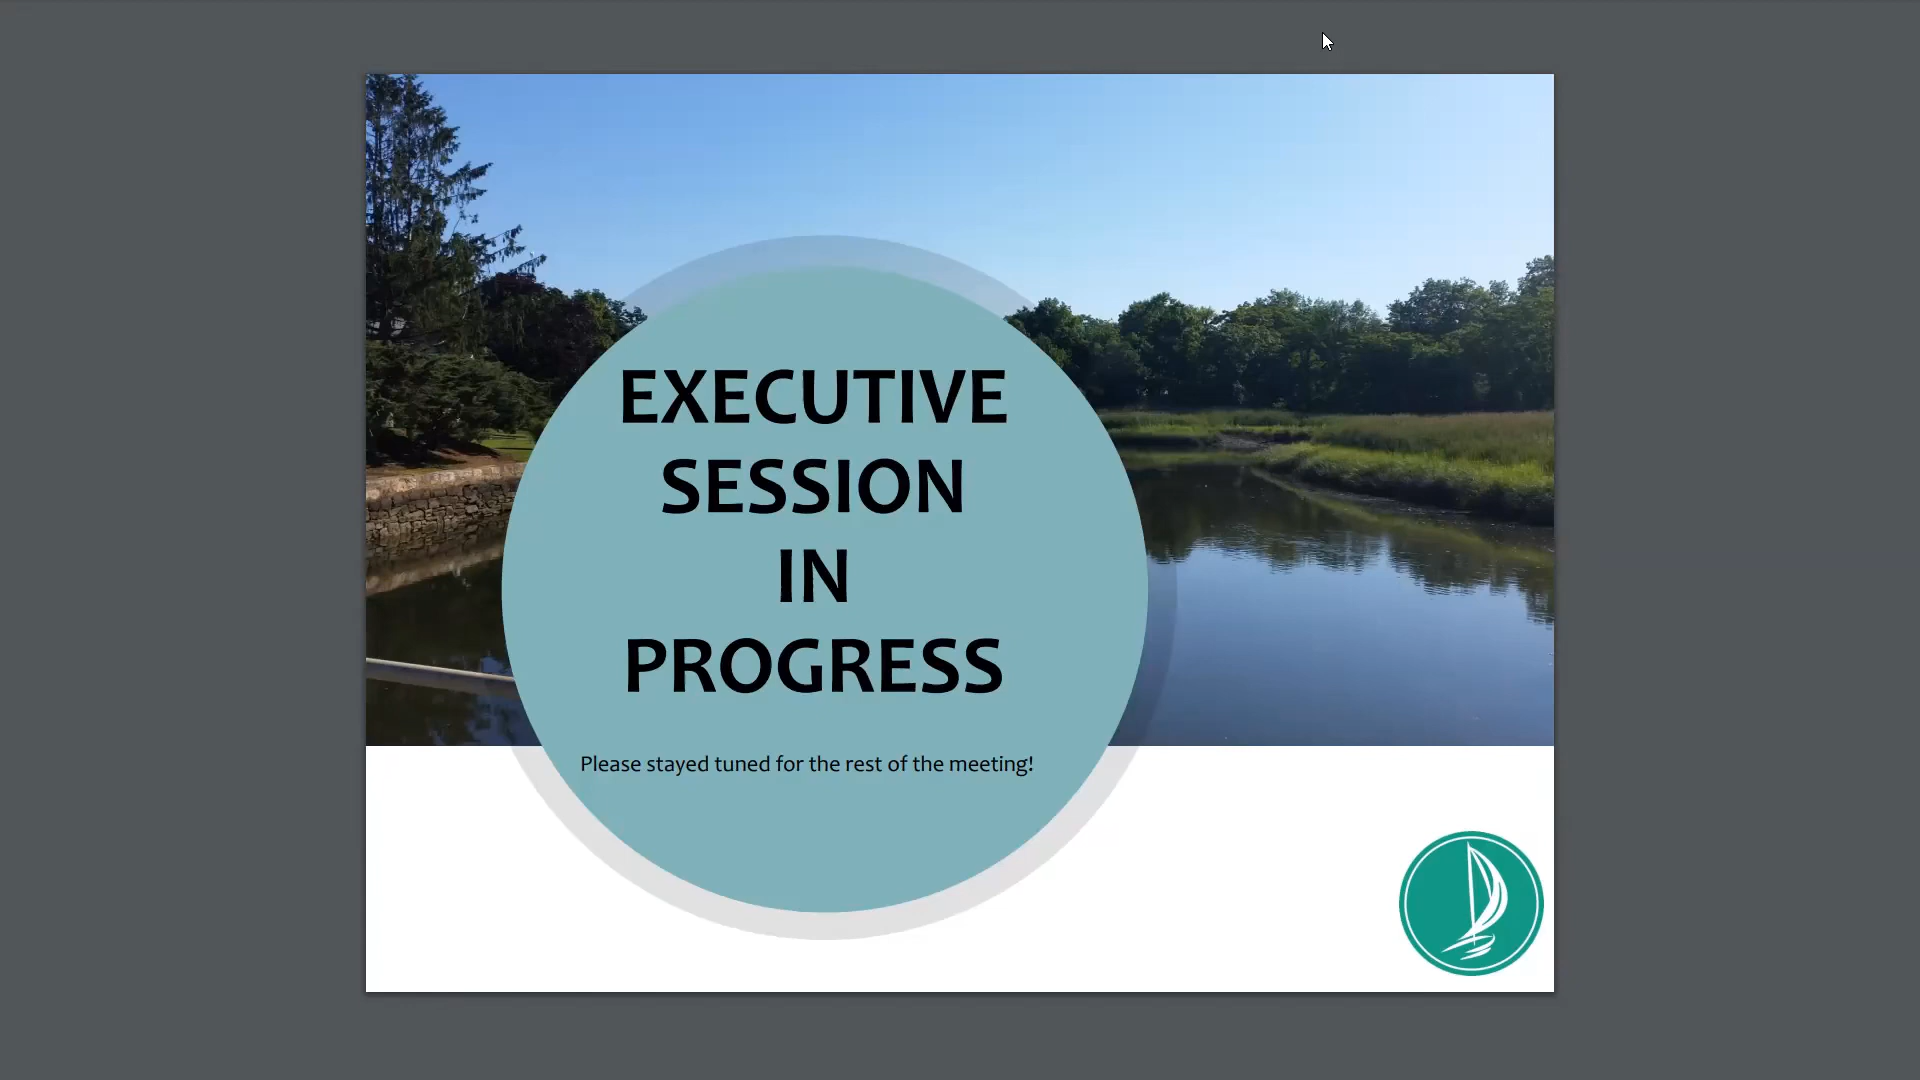 EXECUTIVE
SESSION
IN
PROGRESS
Please stayed tuned for the rest of the meeting!